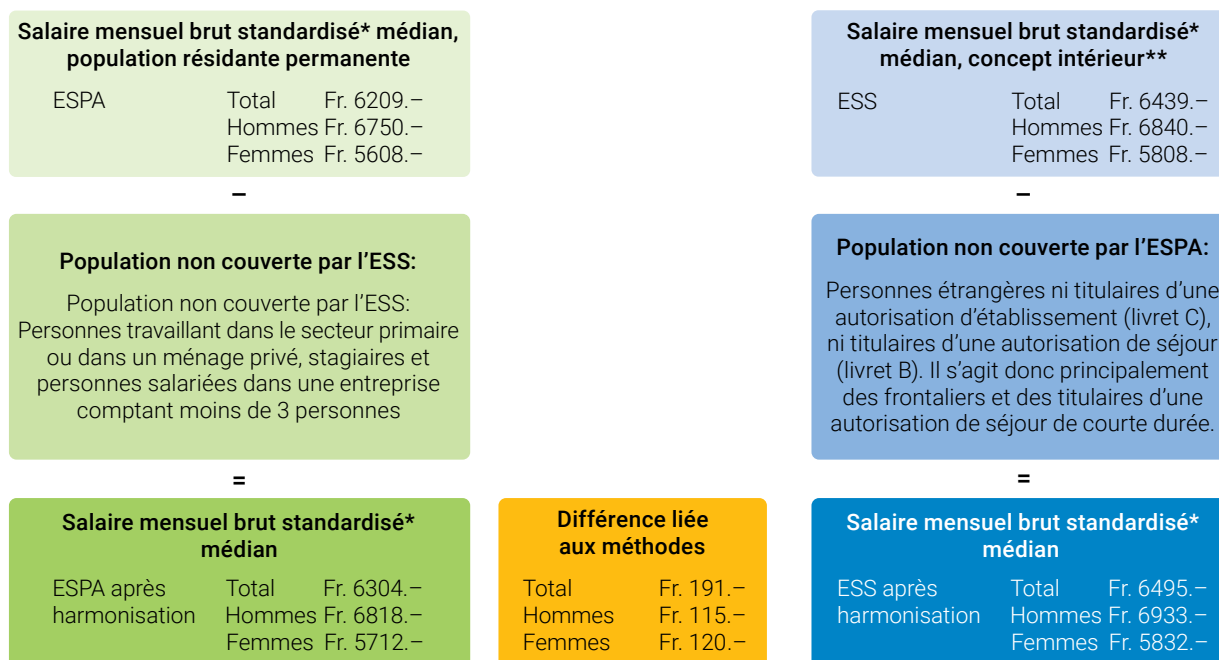 Salaire mensuel brut standardisé* médian,
population résidante permanente
ESPA Total Fr. 6209.–
Hommes Fr. 6750.–
Femmes Fr. 5608.–
–
Population non couverte par l’ESS:
Population non couverte par l’ESS:
Personnes travaillant dans le secteur primaire
ou dans un ménage privé, stagiaires et
personnes salariées dans une entreprise
comptant moins de 3 personnes
=
Salaire mensuel brut standardisé*
médian
ESPA après Total Fr. 6304.–
harmonisation Hommes Fr. 6818.–
Femmes Fr. 5712.–
Différence liée
aux méthodes
Total Fr. 191.–
Hommes Fr. 115.–
Femmes Fr. 120.–
Salaire mensuel brut standardisé*
médian, concept intérieur**
ESS Total Fr. 6439.–
Hommes Fr. 6840.–
Femmes Fr. 5808.–
–
Population non couverte par l’ESPA:
Personnes étrangères ni titulaires d’une
autorisation d’établissement (livret C),
ni titulaires d’une autorisation de séjour
(livret B). Il s’agit donc principalement
des frontaliers et des titulaires d’une
autorisation de séjour de courte durée.
=
Salaire mensuel brut standardisé*
médian
ESS après Total Fr. 6495.–
harmonisation Hommes Fr. 6933.–
Femmes Fr. 5832.–